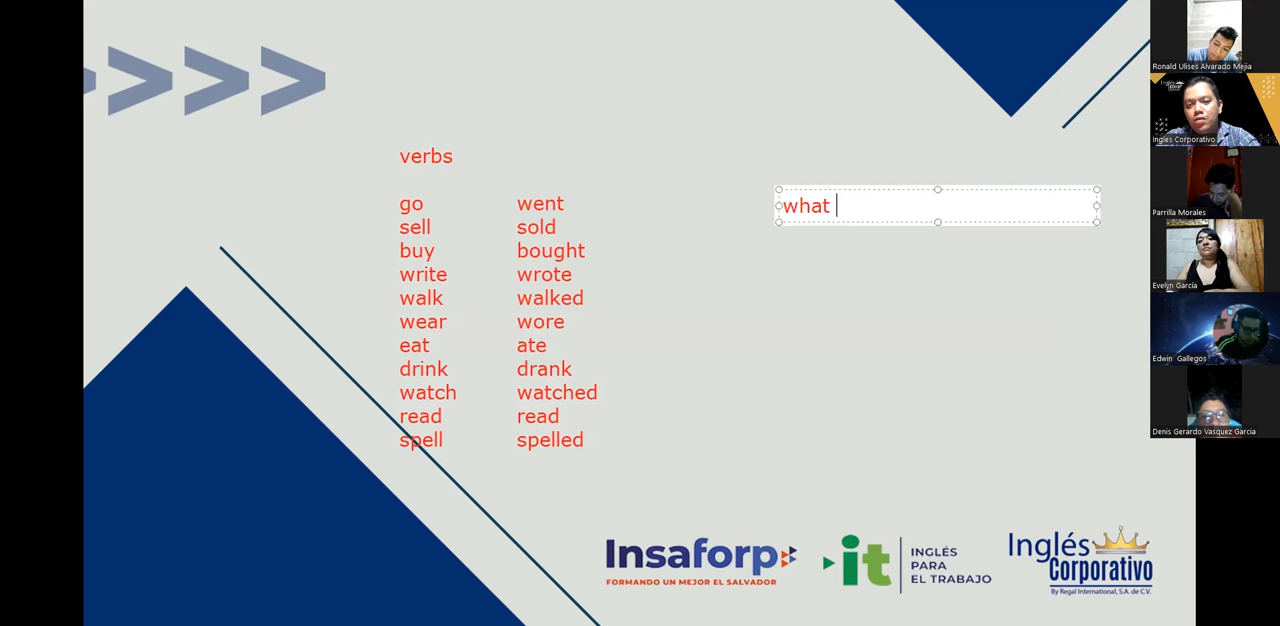 verbs
go went
sell sold
buy bought
write wrote
walk walked
wear wore
eat ate
drink drank
watch watched
read read
spell spelled
what
Insaforp
FORMANDO UN MEJOR EL SALVADOR
it
INGLÉS
PARA
EL TRABAJO
Inglés
Corporativo
By Regal International, S.A. de C.V.
Ronald Ulises Alvarado Mejia
Inglés Corporativo
Parrilla Morales
Evelyn García
Edwin Gallegos
Denis Gerardo Vasquez Garcia